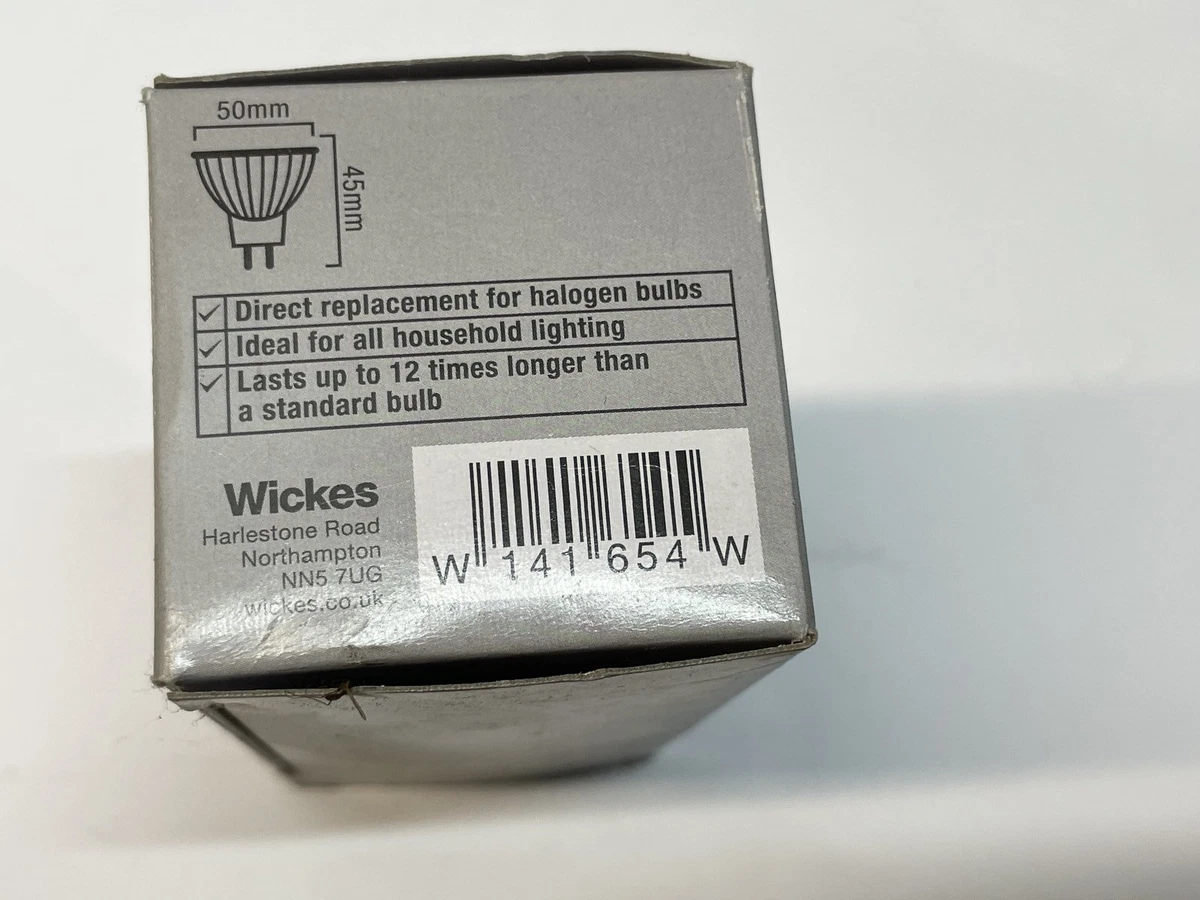 50mm
45mm
Direct replacement for halogen bulbs
Ideal for all household lighting
Lasts up to 12 times longer than
a standard bulb
Wickes
Harlestone Road
Northampton
NN5 7UG
wickes.co.uk
W 141 654 W